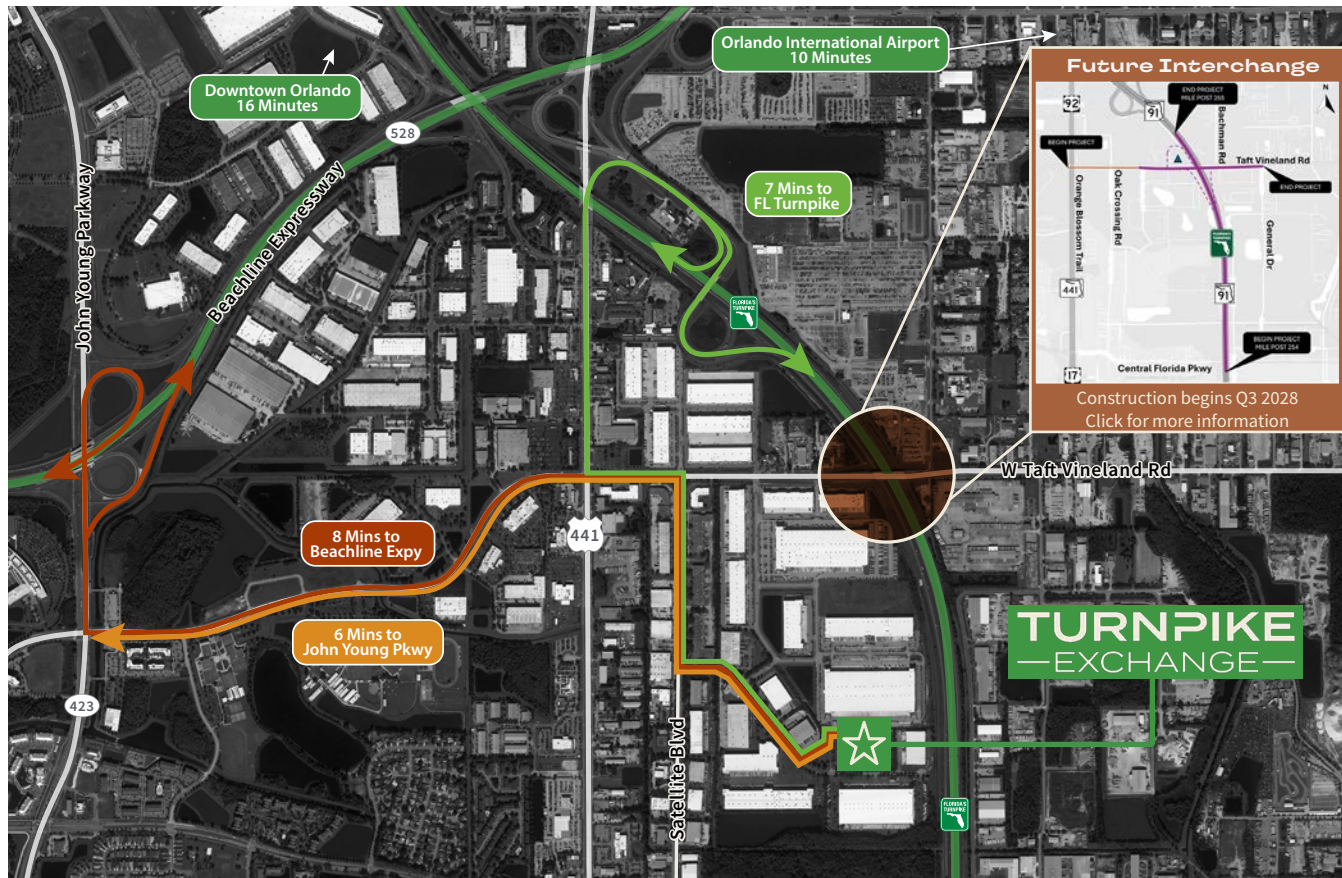 Downtown Orlando
16 Minutes
Orlando International Airport
10 Minutes
528
Beachline Expressway
John Young Parkway
7 Mins to
FL Turnpike
FLORIDA'S
TURNPIKE
Future Interchange
END PROJECT
MILE POST 255
N
92
91
Bachman Rd
BEGIN PROJECT
Taft Vineland Rd
END PROJECT
Orange Blossom Trail
Oak Crossing Rd
General Dr
441
91
BEGIN PROJECT
MILE POST 254
Central Florida Pkwy
17
Construction begins Q3 2028
Click for more information
W Taft Vineland Rd
441
8 Mins to
Beachline Expy
6 Mins to
John Young Pkwy
423
Satellite Blvd
TURNPIKE
EXCHANGE
FLORIDA'S
TURNPIKE